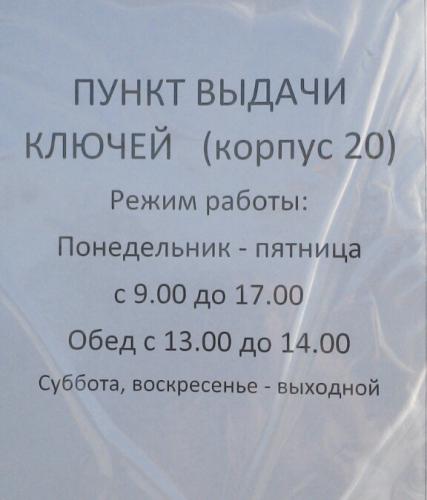 ПУНКТ ВЫДАЧИ
КЛЮЧЕЙ (корпус 20)
Режим работы:
Понедельник - пятница
с 9.00 до 17.00
Обед с 13.00 до 14.00
Суббота, воскресенье - выходной